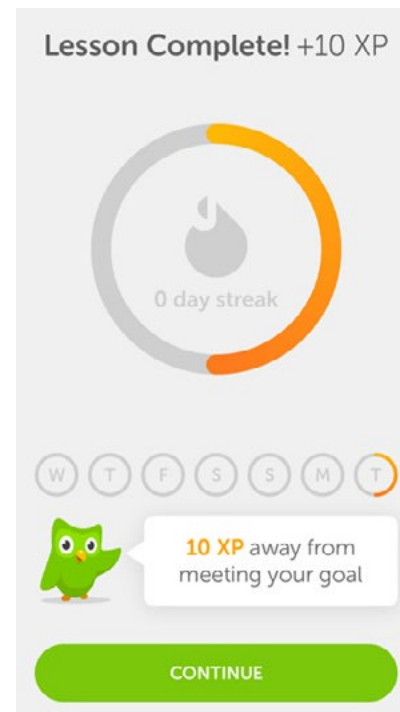 Lesson Complete! +10 XP
0 day streak
W T F S S M T
10 XP away from
meeting your goal
CONTINUE